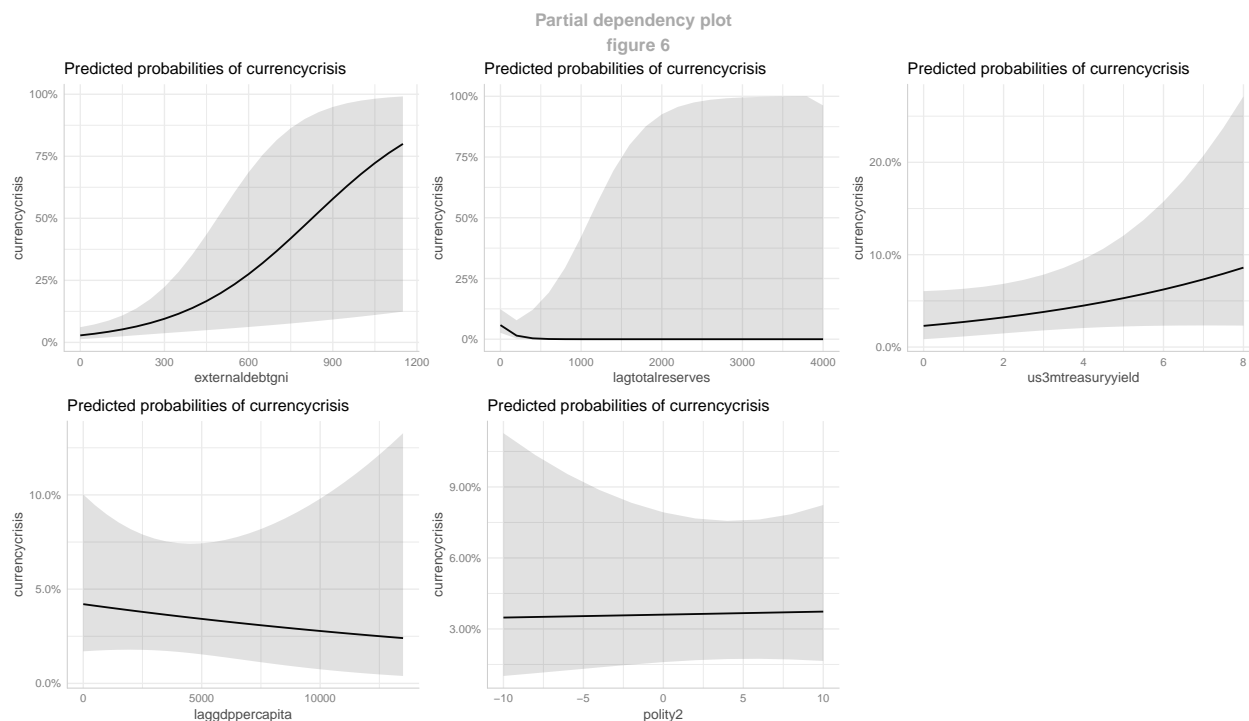 Partial dependency plot
figure 6
Predicted probabilities of currencycrisis
100%
75%
50%
25%
0%
currencycrisis
0 300 600 900 1200
externaldebtgni
Predicted probabilities of currencycrisis
100%
75%
50%
25%
0%
currencycrisis
0 1000 2000 3000 4000
lagtotalreserves
Predicted probabilities of currencycrisis
20.0%
10.0%
0.0%
currencycrisis
0 2 4 6 8
us3mtreasuryyield
Predicted probabilities of currencycrisis
10.0%
5.0%
0.0%
currencycrisis
0 5000 10000
laggdppercapita
Predicted probabilities of currencycrisis
9.00%
6.00%
3.00%
currencycrisis
−10 −5 0 5 10
polity2